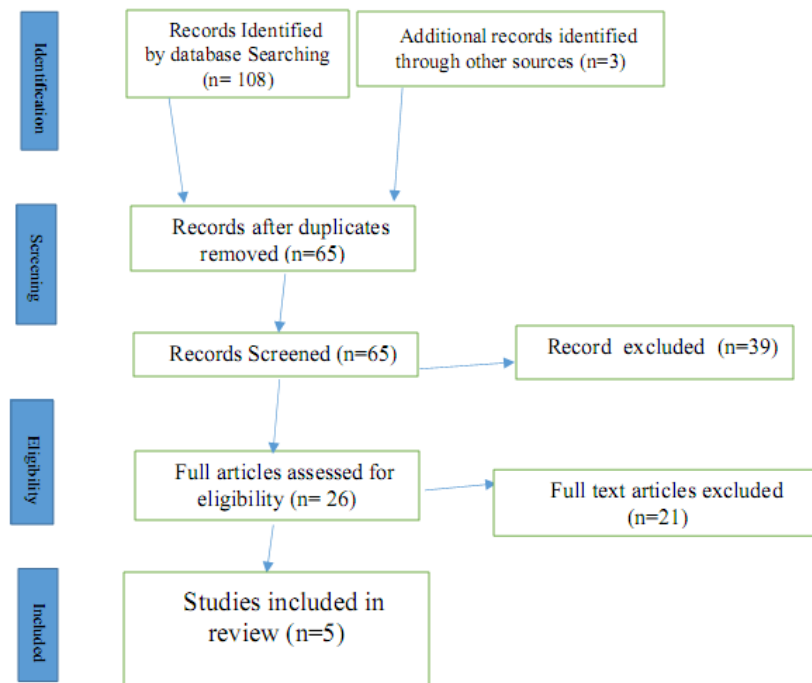 Identification
Records Identified
by database Searching
(n= 108)
Additional records identified
through other sources (n=3)
Screening
Records after duplicates
removed (n=65)
Records Screened (n=65)
Record excluded (n=39)
Eligibility
Full articles assessed for
eligibility (n= 26)
Full text articles excluded
(n=21)
Included
Studies included in
review (n=5)